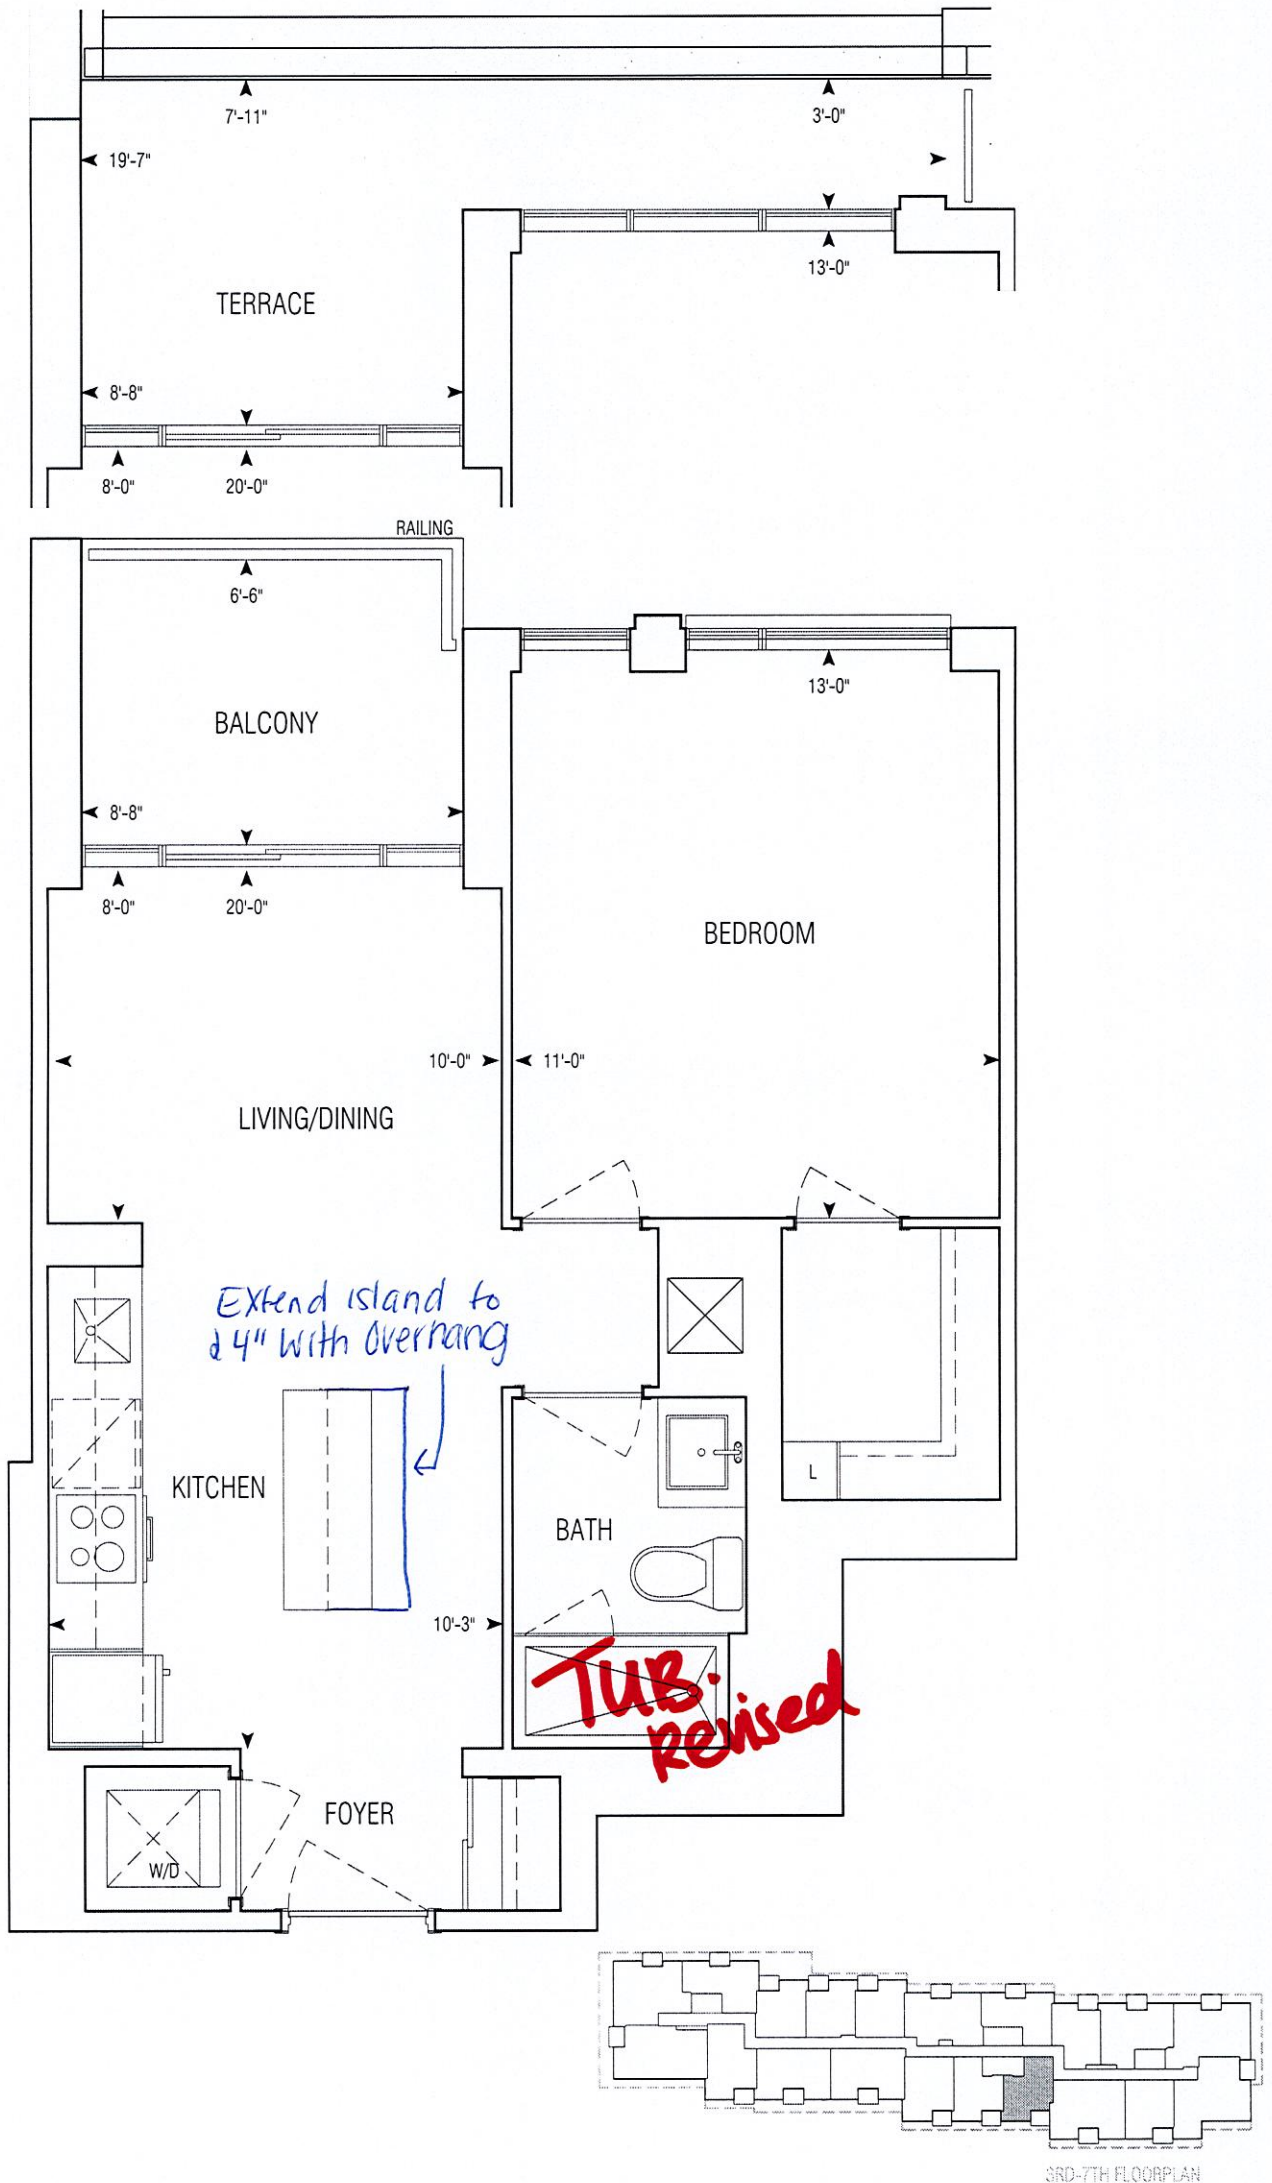 7'-11"
3'-0"
19'-7"
13'-0"
TERRACE
8'-8"
8'-0"
20'-0"
RAILING
6'-6"
13'-0"
BALCONY
8'-8"
8'-0"
20'-0"
BEDROOM
10'-0"
11'-0"
LIVING/DINING
Extend island to
24" with overhang
KITCHEN
L
BATH
10'-3"
TUB.
Revised
FOYER
W/D
3RD-7TH FLOORPLAN